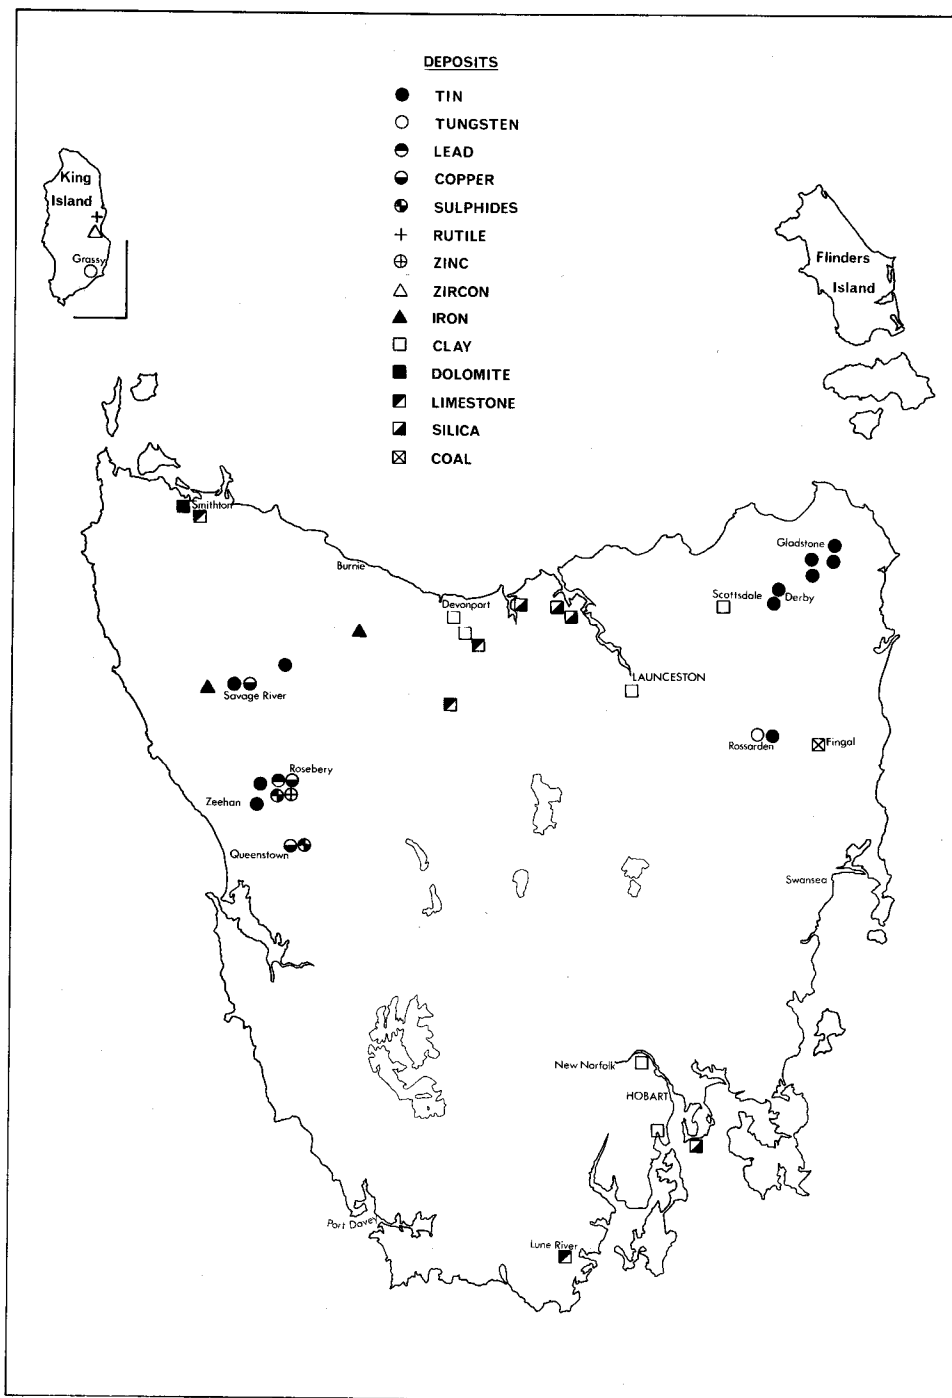 DEPOSITS
TIN
TUNGSTEN
LEAD
COPPER
SULPHIDES
RUTILE
ZINC
ZIRCON
IRON
CLAY
DOLOMITE
LIMESTONE
SILICA
COAL
King
Island
Grassy
Flinders
Island
Smithton
Burnie
Devonport
Gladstone
Scottsdale
Derby
LAUNCESTON
Savage River
Rossarden
Fingal
Rosebery
Zeehan
Queenstown
Swansea
New Norfolk
HOBART
Port Davey
Lune River